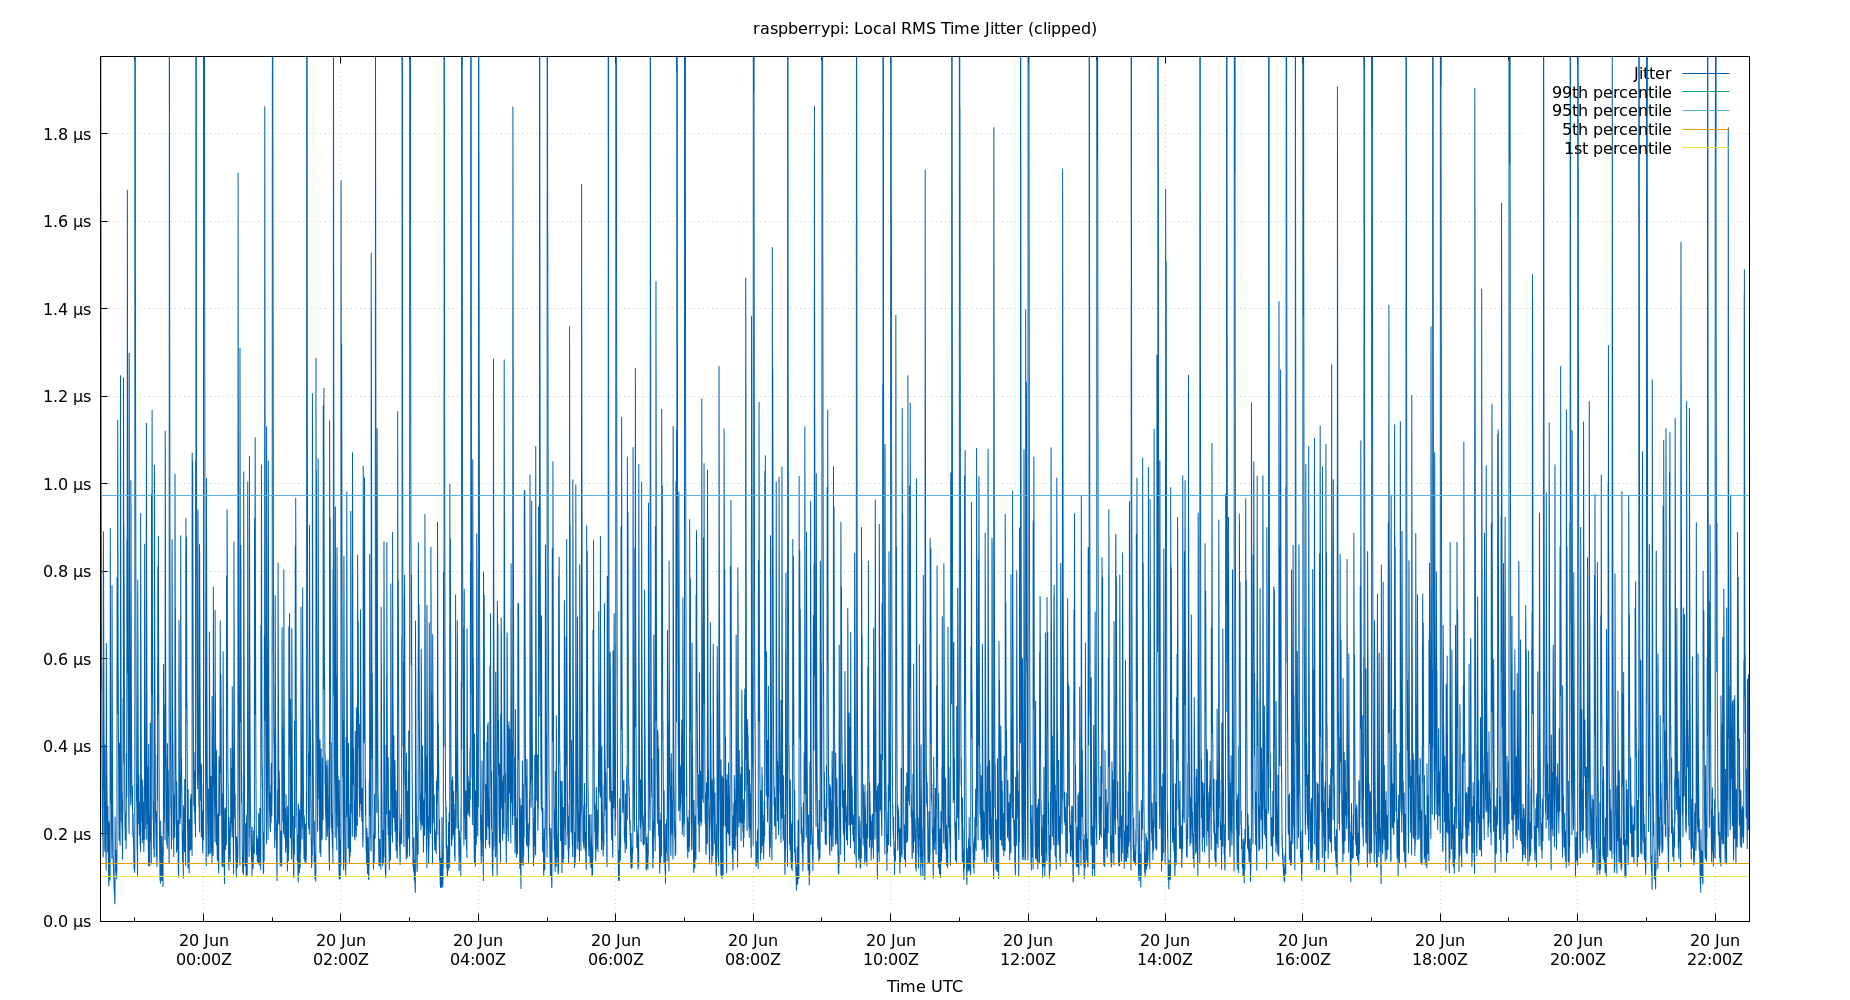 raspberrypi: Local RMS Time Jitter (clipped)
Jitter
99th percentile
95th percentile
5th percentile
1st percentile
1.8 µs
1.6 µs
1.4 µs
1.2 µs
1.0 µs
0.8 µs
0.6 µs
0.4 µs
0.2 µs
0.0 µs
20 Jun 20 Jun 20 Jun 20 Jun 20 Jun 20 Jun 20 Jun 20 Jun 20 Jun 20 Jun 20 Jun 20 Jun
00:00Z 02:00Z 04:00Z 06:00Z 08:00Z 10:00Z 12:00Z 14:00Z 16:00Z 18:00Z 20:00Z 22:00Z
Time UTC